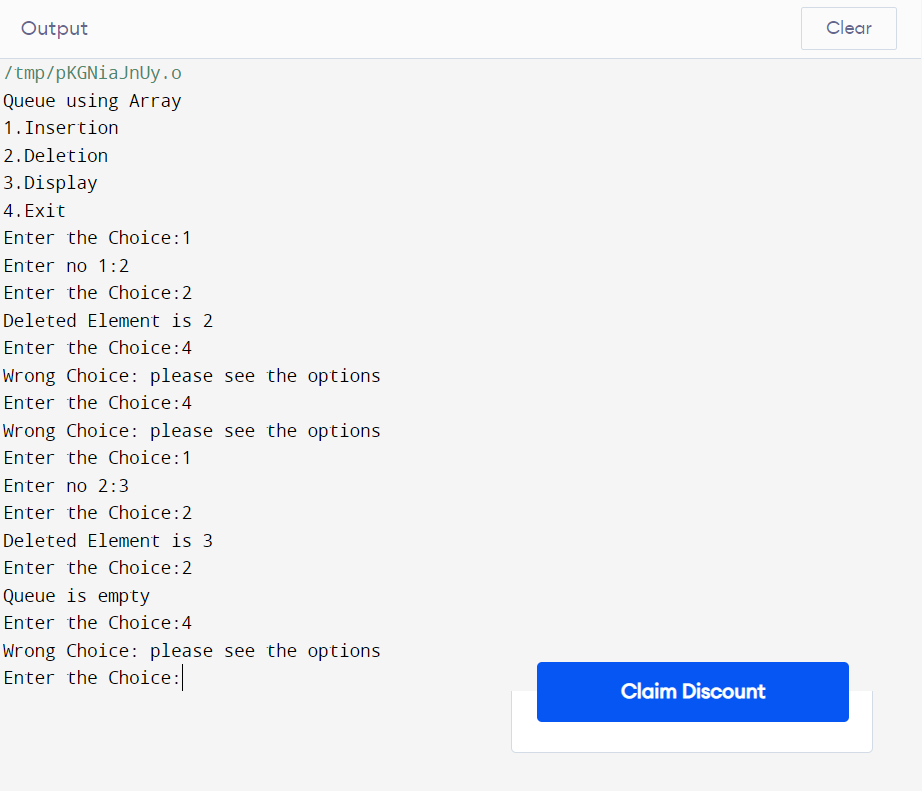 Output
Clear
/tmp/pKGNiaJnUy.o
Queue using Array
1.Insertion
2.Deletion
3.Display
4.Exit
Enter the Choice:1
Enter no 1:2
Enter the Choice:2
Deleted Element is 2
Enter the Choice:4
Wrong Choice: please see the options
Enter the Choice:4
Wrong Choice: please see the options
Enter the Choice:1
Enter no 2:3
Enter the Choice:2
Deleted Element is 3
Enter the Choice:2
Queue is empty
Enter the Choice:4
Wrong Choice: please see the options
Enter the Choice:
Claim Discount